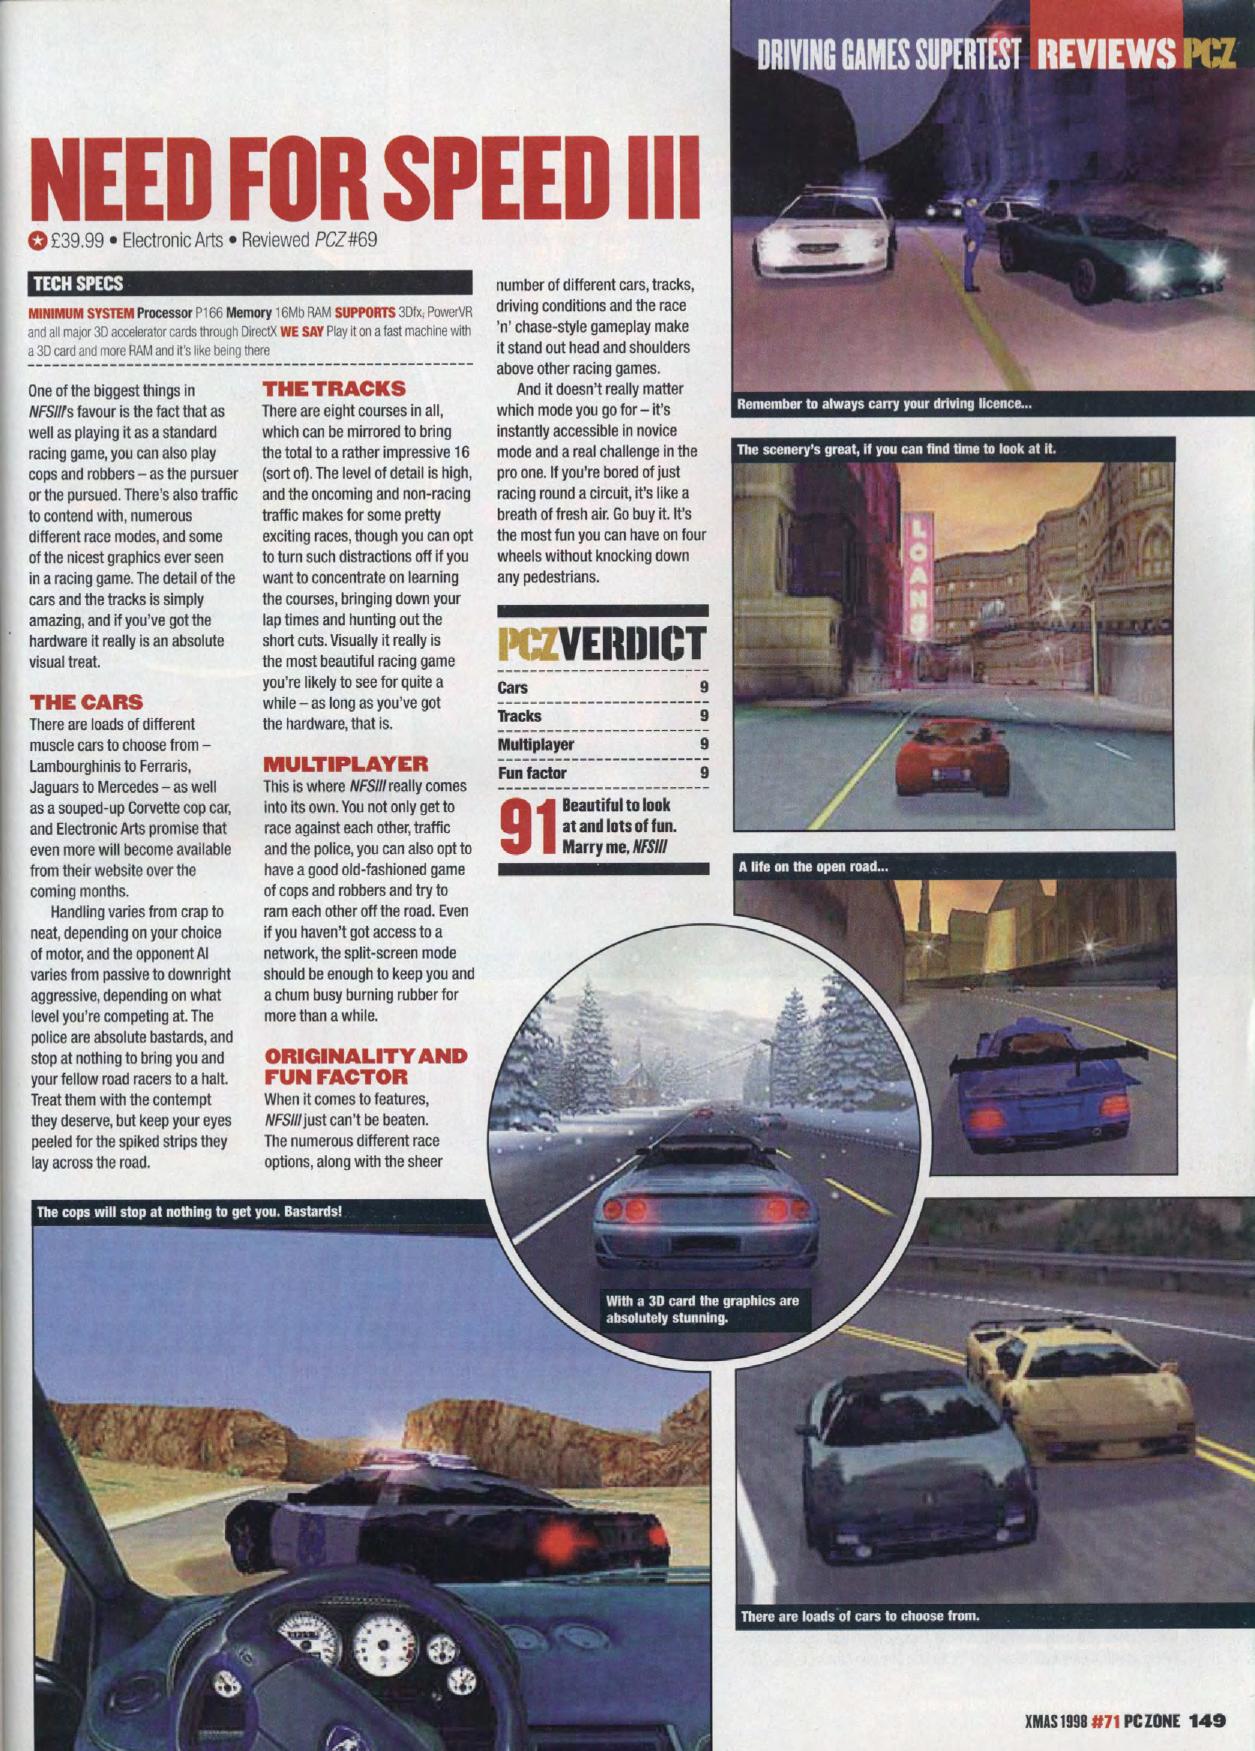 DRIVING GAMES SUPERTEST REVIEWS PCZ
NEED FOR SPEED III
£39.99 • Electronic Arts • Reviewed PCZ #69
TECH SPECS
MINIMUM SYSTEM Processor P166 Memory 16Mb RAM SUPPORTS 3Dfx, PowerVR
and all major 3D accelerator cards through DirectX WE SAY Play it on a fast machine with
a 3D card and more RAM and it's like being there
One of the biggest things in
NFSIII's favour is the fact that as
well as playing it as a standard
racing game, you can also play
cops and robbers – as the pursuer
or the pursued. There's also traffic
to contend with, numerous
different race modes, and some
of the nicest graphics ever seen
in a racing game. The detail of the
cars and the tracks is simply
amazing, and if you've got the
hardware it really is an absolute
visual treat.
THE CARS
There are loads of different
muscle cars to choose from –
Lambourghinis to Ferraris,
Jaguars to Mercedes – as well
as a souped-up Corvette cop car,
and Electronic Arts promise that
even more will become available
from their website over the
coming months.
Handling varies from crap to
neat, depending on your choice
of motor, and the opponent AI
varies from passive to downright
aggressive, depending on what
level you're competing at. The
police are absolute bastards, and
stop at nothing to bring you and
your fellow road racers to a halt.
Treat them with the contempt
they deserve, but keep your eyes
peeled for the spiked strips they
lay across the road.
THE TRACKS
There are eight courses in all,
which can be mirrored to bring
the total to a rather impressive 16
(sort of). The level of detail is high,
and the oncoming and non-racing
traffic makes for some pretty
exciting races, though you can opt
to turn such distractions off if you
want to concentrate on learning
the courses, bringing down your
lap times and hunting out the
short cuts. Visually it really is
the most beautiful racing game
you're likely to see for quite a
while – as long as you've got
the hardware, that is.
MULTIPLAYER
This is where NFSIII really comes
into its own. You not only get to
race against each other, traffic
and the police, you can also opt to
have a good old-fashioned game
of cops and robbers and try to
ram each other off the road. Even
if you haven't got access to a
network, the split-screen mode
should be enough to keep you and
a chum busy burning rubber for
more than a while.
ORIGINALITY AND
FUN FACTOR
When it comes to features,
NFSIII just can't be beaten.
The numerous different race
options, along with the sheer
number of different cars, tracks,
driving conditions and the race
'n' chase-style gameplay make
it stand out head and shoulders
above other racing games.
And it doesn't really matter
which mode you go for – it's
instantly accessible in novice
mode and a real challenge in the
pro one. If you're bored of just
racing round a circuit, it's like a
breath of fresh air. Go buy it. It's
the most fun you can have on four
wheels without knocking down
any pedestrians.
PCZVERDICT
Cars 9
Tracks 9
Multiplayer 9
Fun factor 9
91 Beautiful to look
at and lots of fun.
Marry me, NFSIII
Remember to always carry your driving licence...
The scenery's great, if you can find time to look at it.
LOANS
A life on the open road...
With a 3D card the graphics are
absolutely stunning.
The cops will stop at nothing to get you. Bastards!
There are loads of cars to choose from.
XMAS 1998 #71 PC ZONE 149